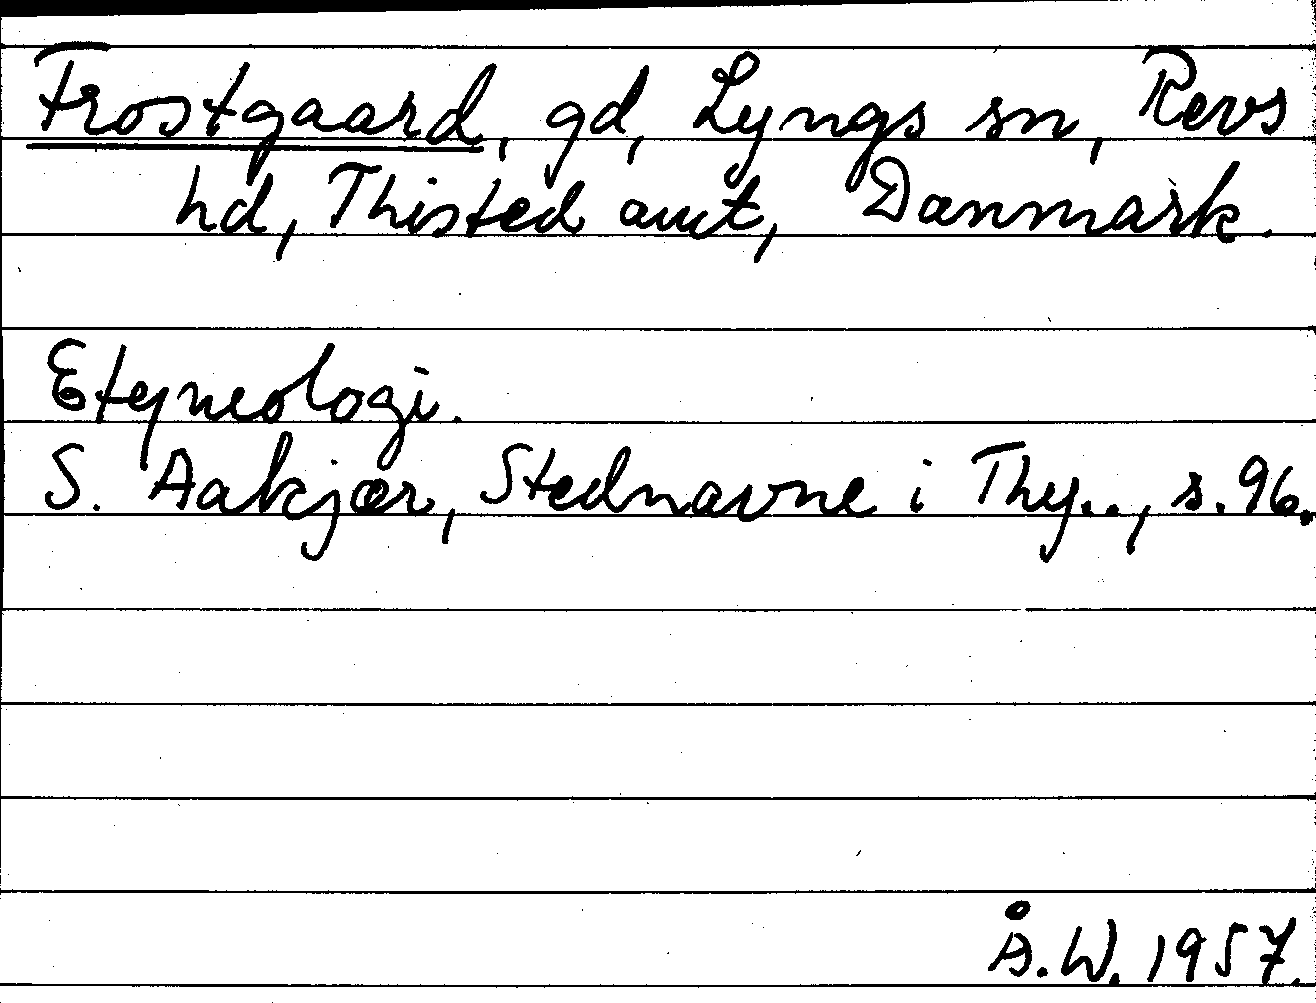 Frostgaard, gd, Lyngs sn, Revs
hd, Thisted amt, Danmark.
Etymologi.
S. Aakjær, Stednavne i Thy.., s. 96.
Å.W. 1957.